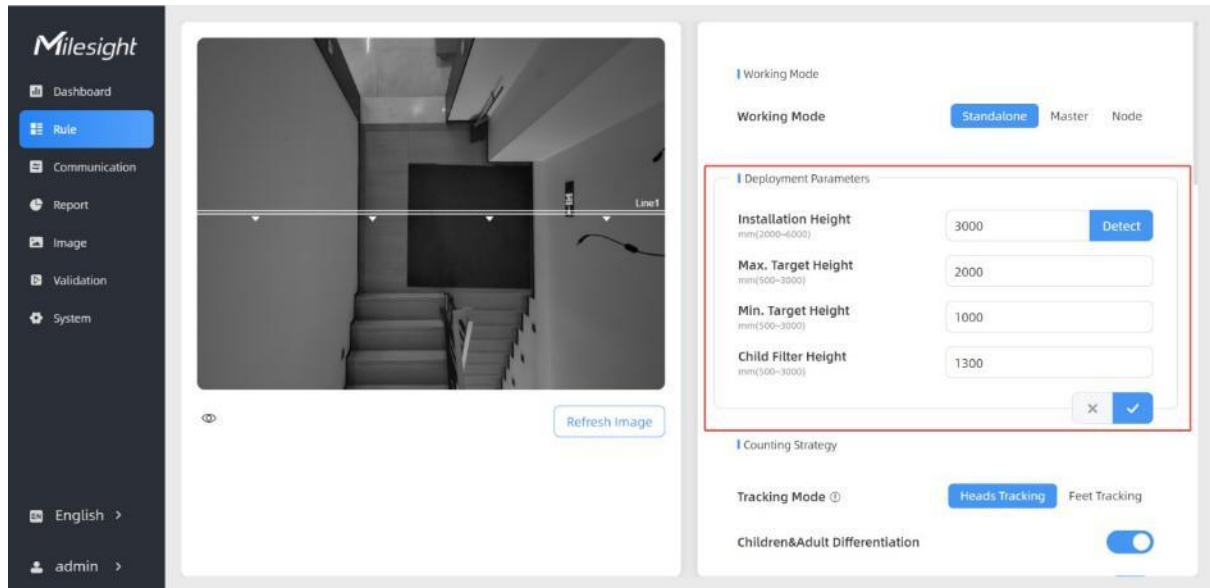 Milesight
Dashboard
Rule
Communication
Report
Image
Validation
System
English >
admin >
Line1
Refresh Image
Working Mode
Working Mode Standalone Master Node
Deployment Parameters
Installation Height 3000 Detect
mm(2000~6000)
Max. Target Height 2000
mm(500~3000)
Min. Target Height 1000
mm(500~3000)
Child Filter Height 1300
mm(500~3000)
Counting Strategy
Tracking Mode Heads Tracking Feet Tracking
Children&Adult Differentiation